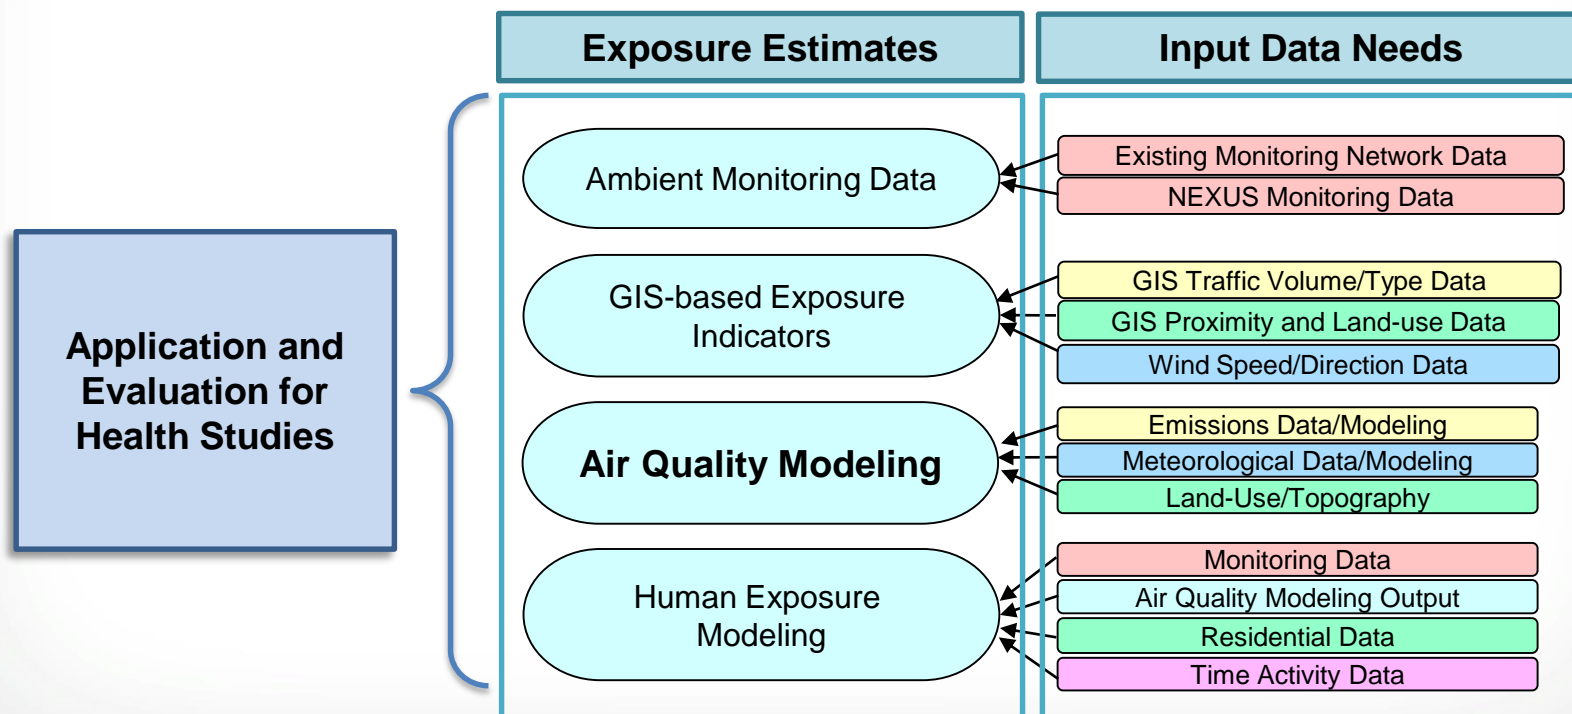 Exposure Estimates
Input Data Needs
Application and
Evaluation for
Health Studies
Ambient Monitoring Data
Existing Monitoring Network Data
NEXUS Monitoring Data
GIS-based Exposure
Indicators
GIS Traffic Volume/Type Data
GIS Proximity and Land-use Data
Wind Speed/Direction Data
Air Quality Modeling
Emissions Data/Modeling
Meteorological Data/Modeling
Land-Use/Topography
Human Exposure
Modeling
Monitoring Data
Air Quality Modeling Output
Residential Data
Time Activity Data